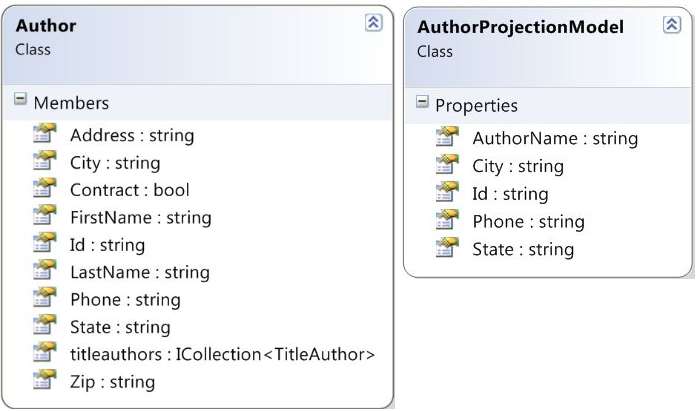 Author
Class
Members
Address : string
City : string
Contract : bool
FirstName : string
Id : string
LastName : string
Phone : string
State : string
titleauthors : ICollection<TitleAuthor>
Zip : string
AuthorProjectionModel
Class
Properties
AuthorName : string
City : string
Id : string
Phone : string
State : string